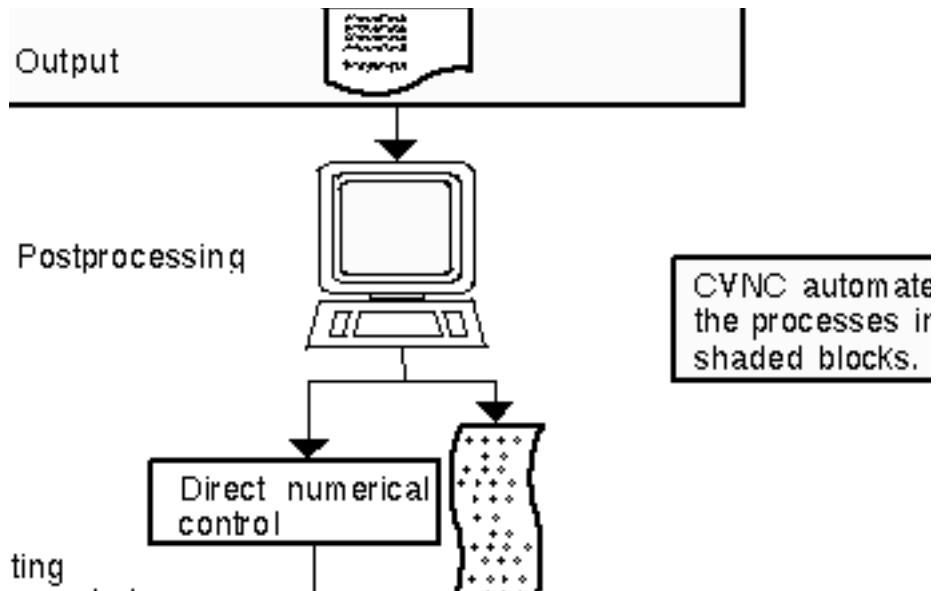 Output
Postprocessing
CVNC automate
the processes in
shaded blocks.
Direct numerical
control
ting